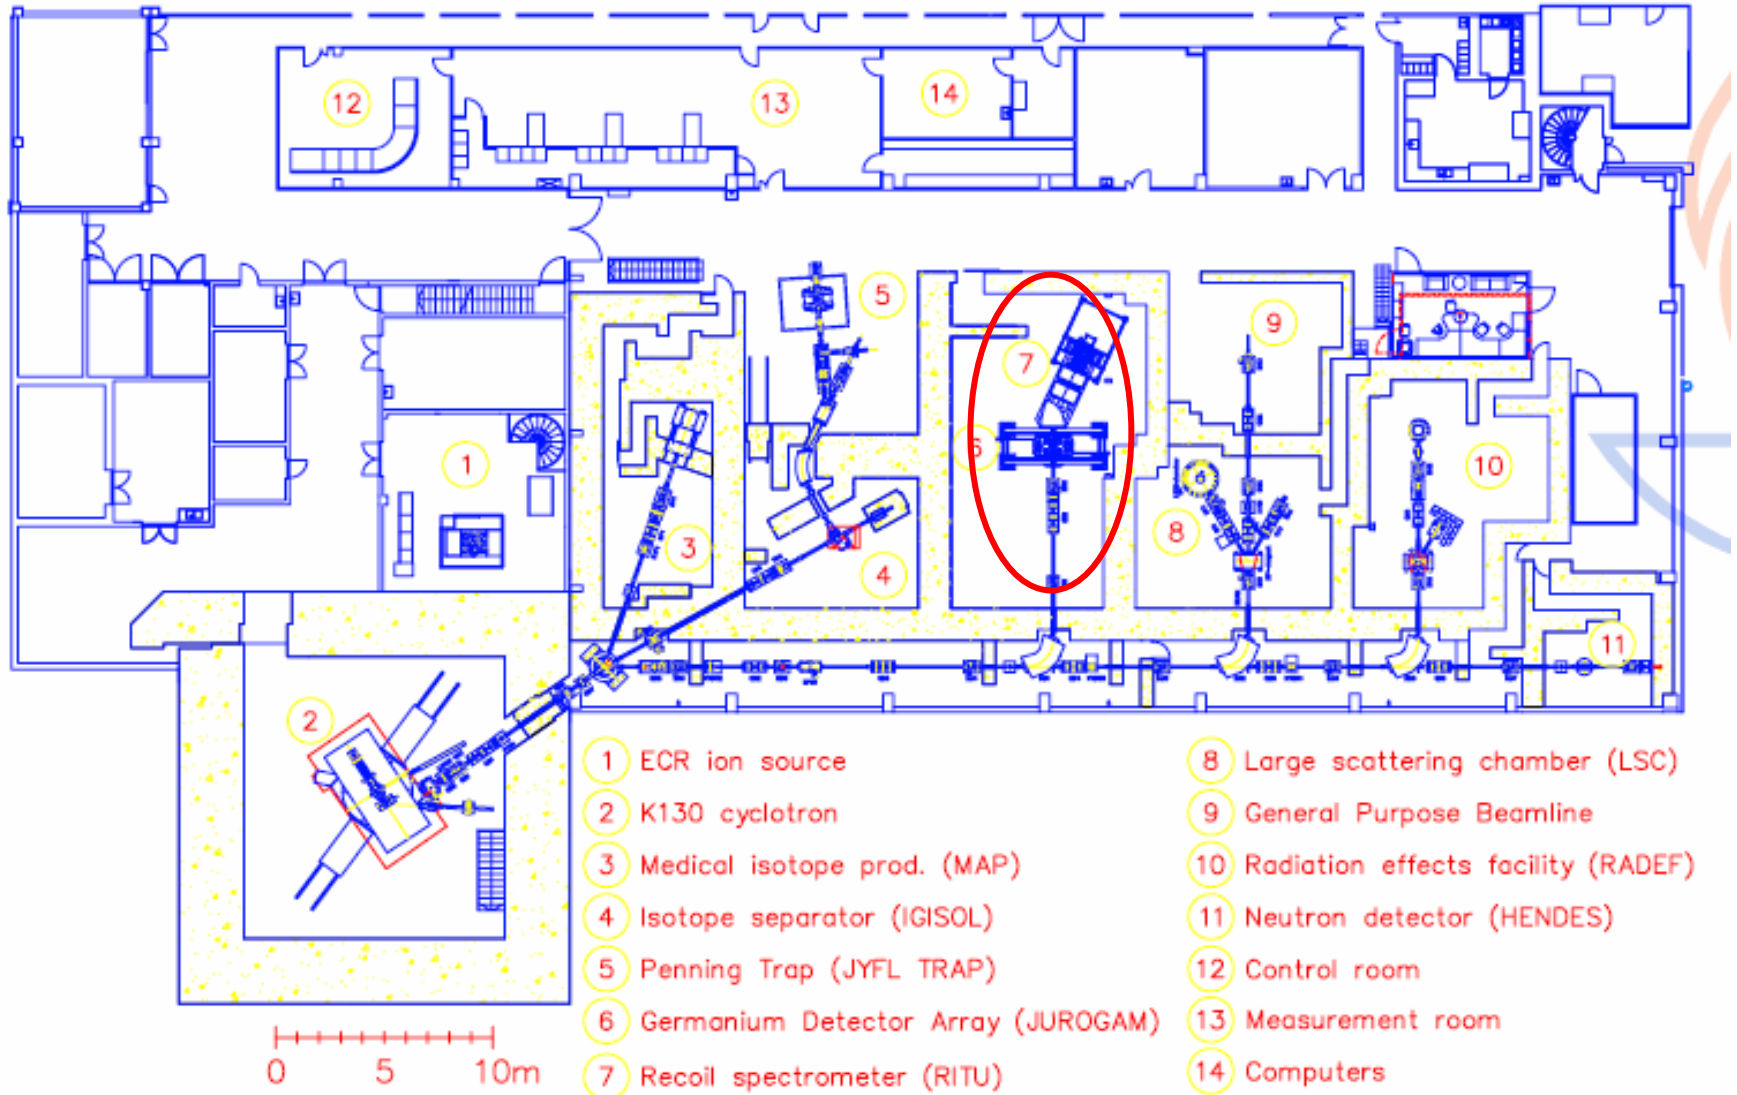 12
13
14
5
9
7
6
1
10
8
3
4
11
2
1 ECR ion source
2 K130 cyclotron
3 Medical isotope prod. (MAP)
4 Isotope separator (IGISOL)
5 Penning Trap (JYFL TRAP)
6 Germanium Detector Array (JUROGAM)
7 Recoil spectrometer (RITU)
8 Large scattering chamber (LSC)
9 General Purpose Beamline
10 Radiation effects facility (RADEF)
11 Neutron detector (HENDES)
12 Control room
13 Measurement room
14 Computers
0 5 10m